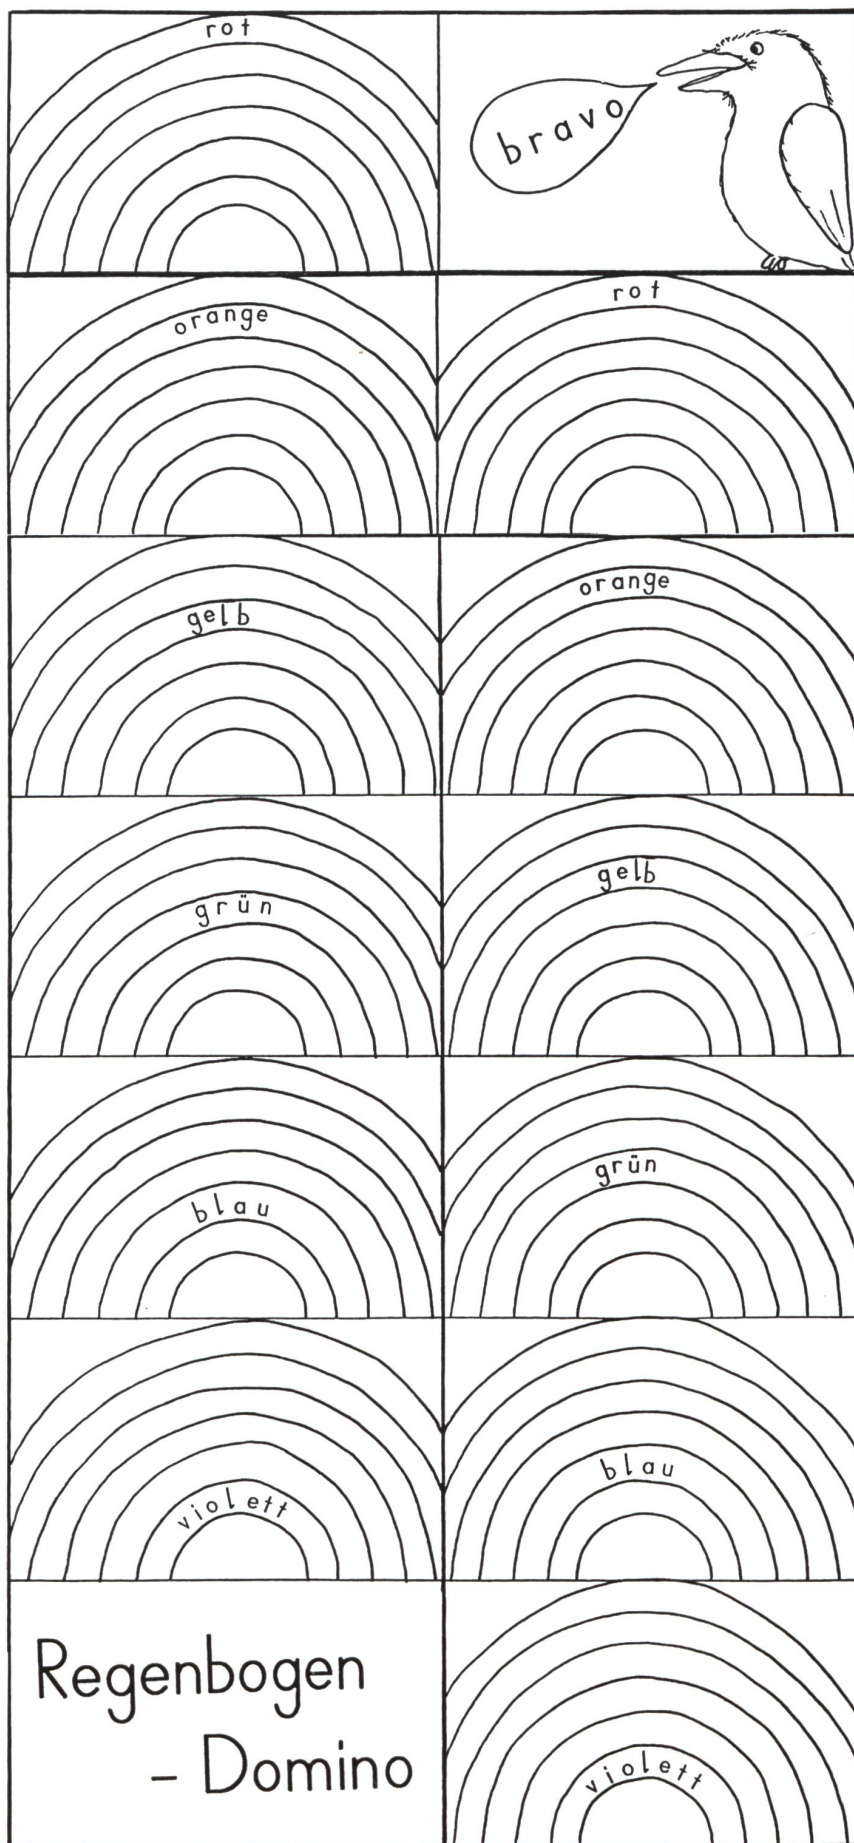 rot
bravo
orange
rot
gelb
orange
grün
gelb
blau
grün
violett
blau
Regenbogen
- Domino
violett